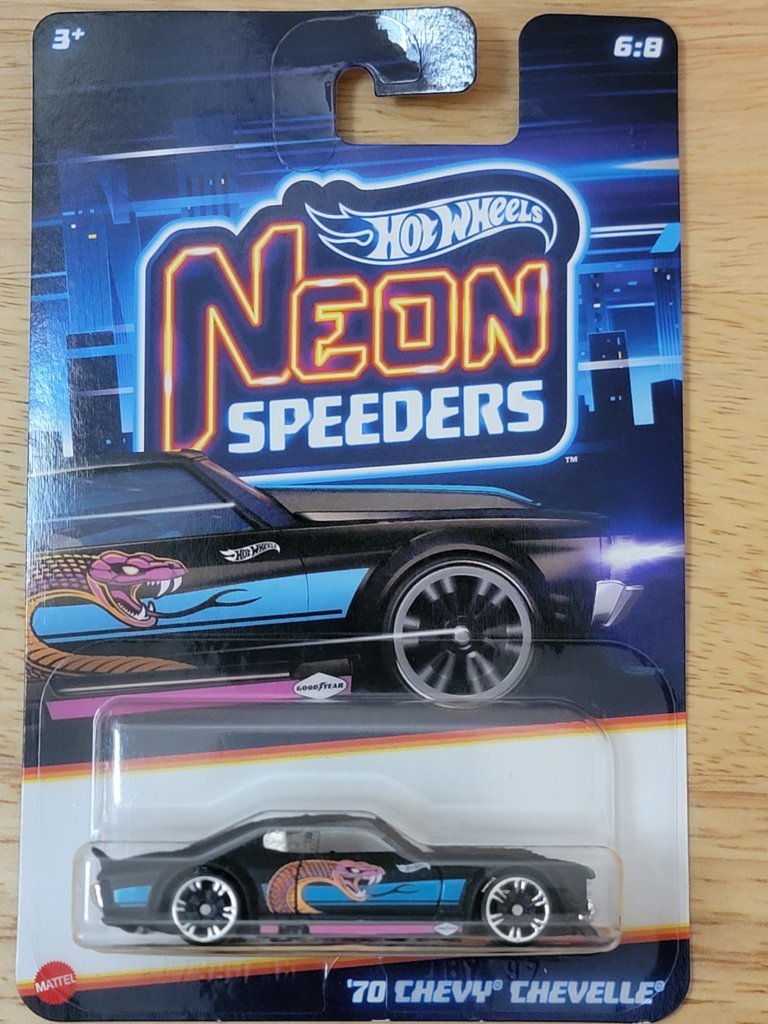 3+
6:8
Hot Wheels
NEON
SPEEDERS
™
HOT WHEELS
GOODYEAR
MATTEL
'70 CHEVY® CHEVELLE®